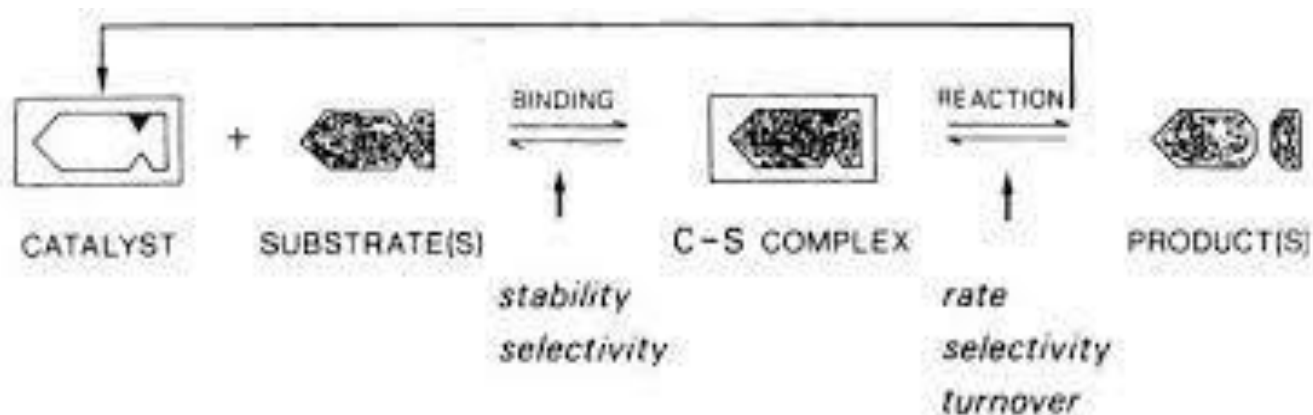 BINDING
REACTION
+
CATALYST
SUBSTRATE(S)
C-S COMPLEX
PRODUCT(S)
stability
selectivity
rate
selectivity
turnover